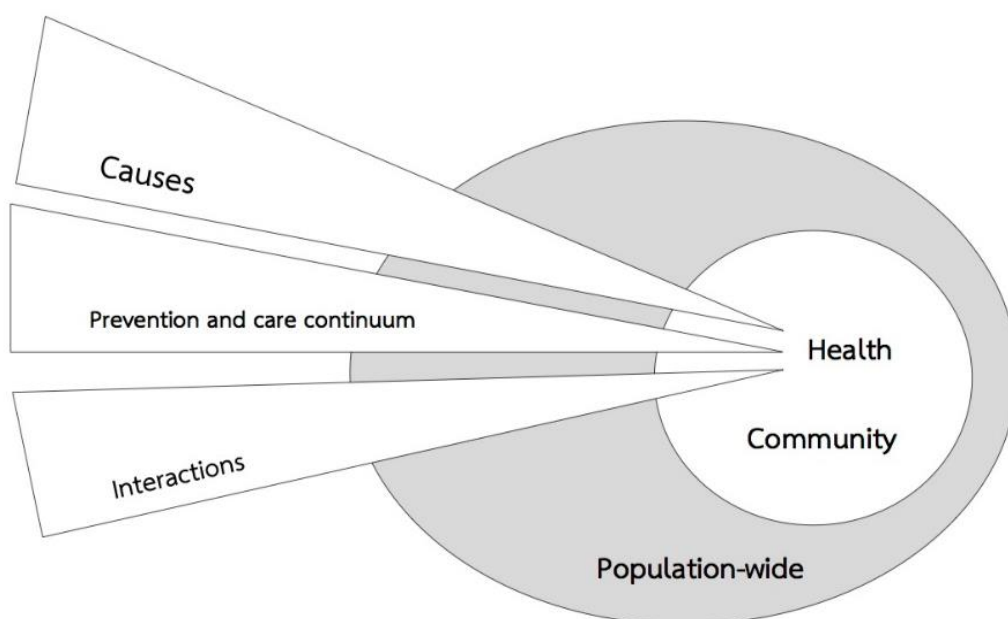 Causes
Prevention and care continuum
Interactions
Health
Community
Population-wide